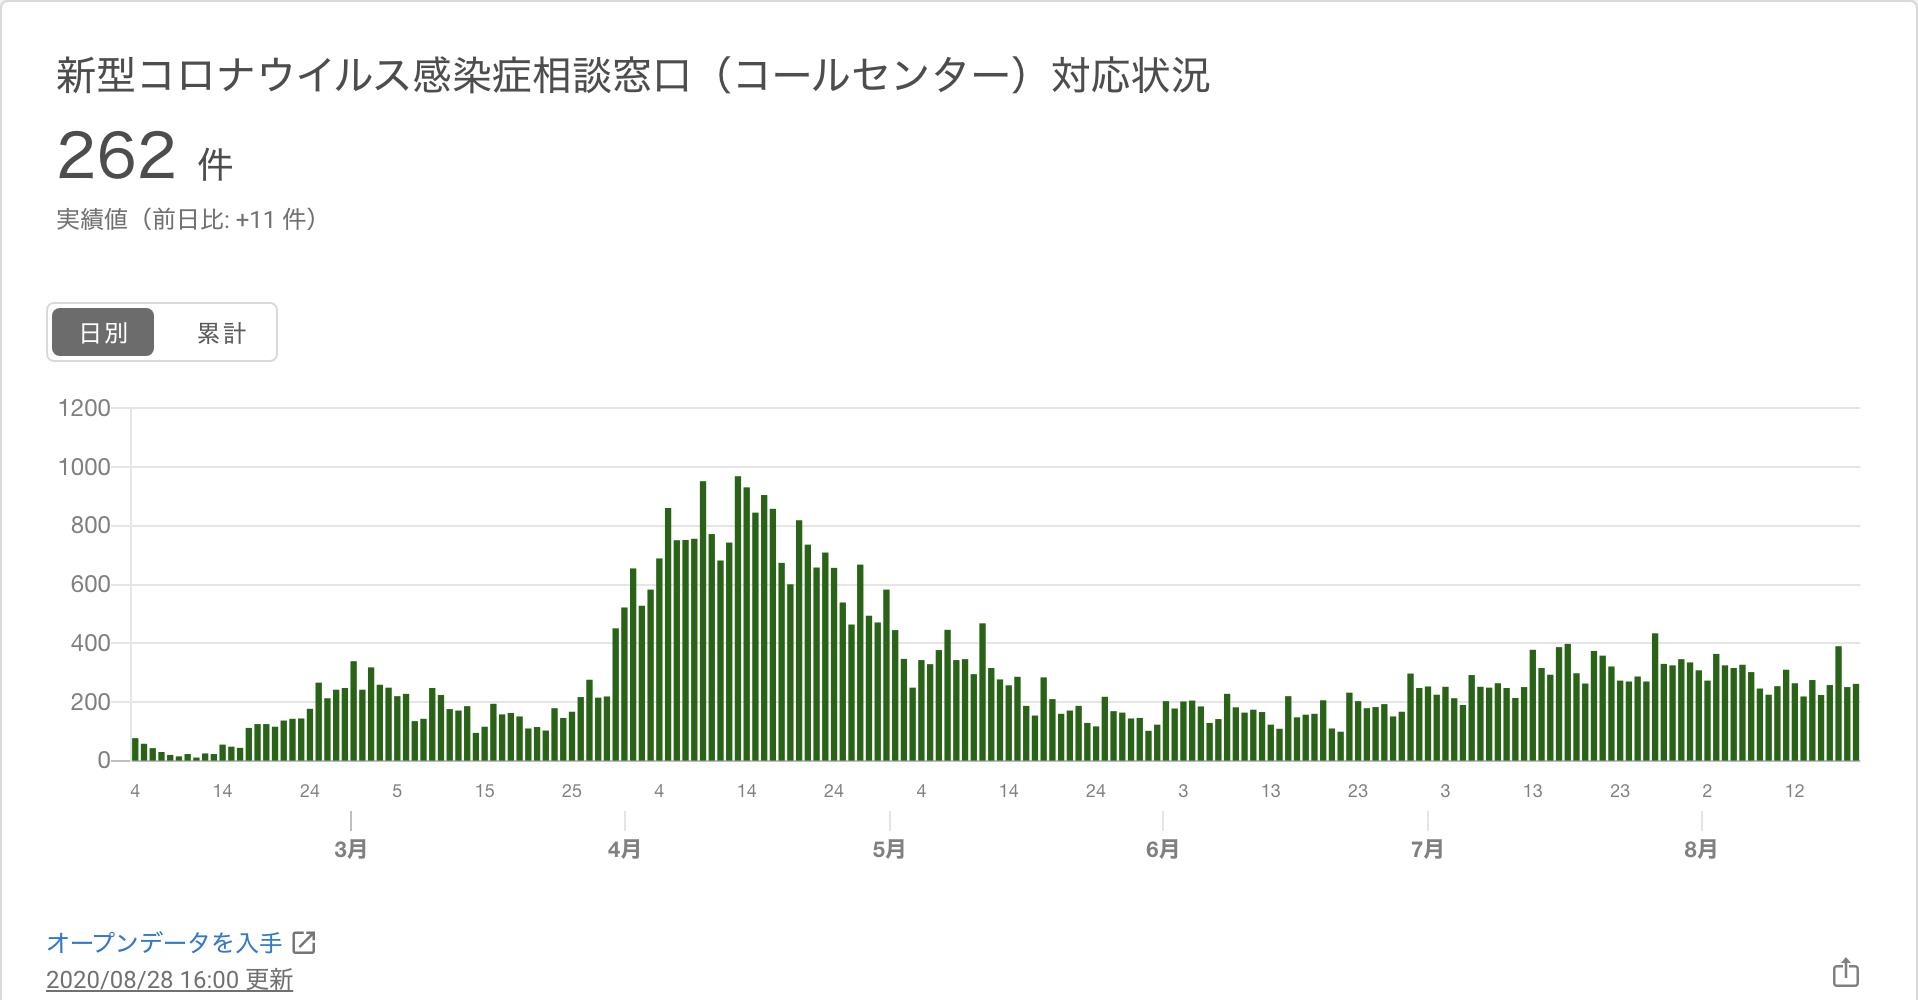 新型コロナウイルス感染症相談窓口（コールセンター）対応状況
262 件
実績値（前日比: +11 件）
日別 累計
1200
1000
800
600
400
200
0
4 14 24 5 15 25 4 14 24 4 14 24 3 13 23 3 13 23 2 12
3月 4月 5月 6月 7月 8月
オープンデータを入手
2020/08/28 16:00 更新